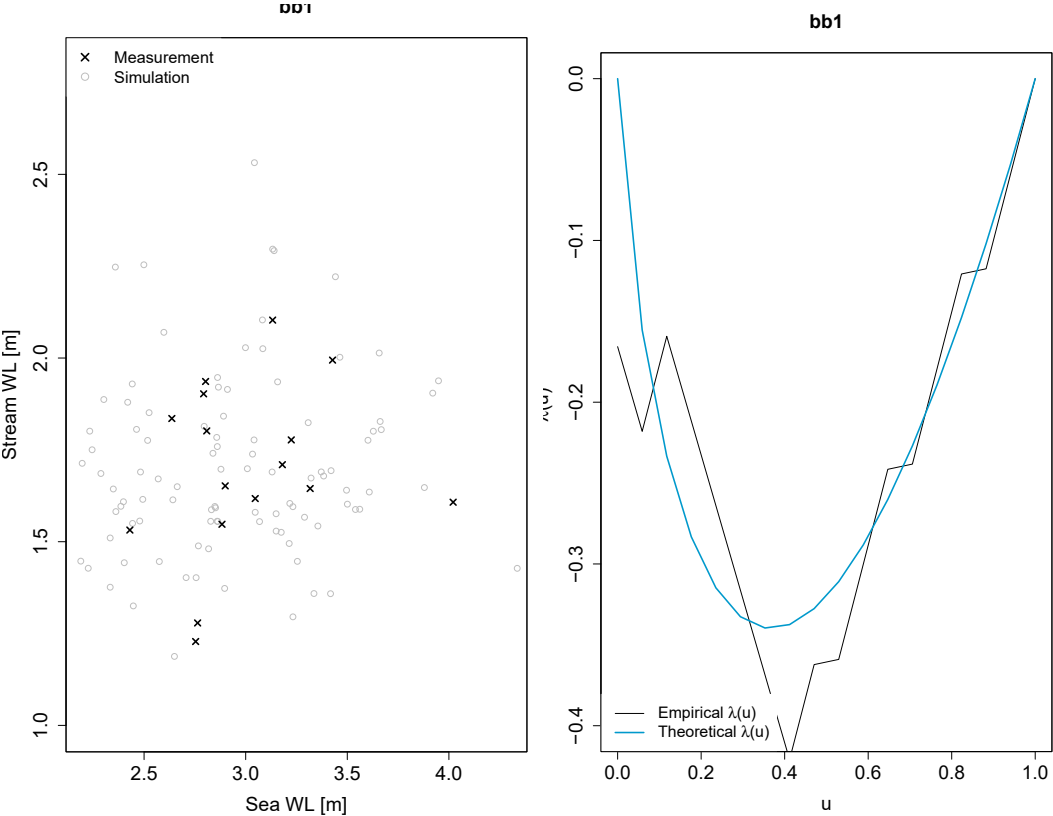 bb1
Measurement
Simulation
Stream WL [m]
2.5
2.0
1.5
1.0
2.5 3.0 3.5 4.0
Sea WL [m]
bb1
λ(u)
0.0
−0.1
−0.2
−0.3
−0.4
Empirical λ(u)
Theoretical λ(u)
0.0 0.2 0.4 0.6 0.8 1.0
u